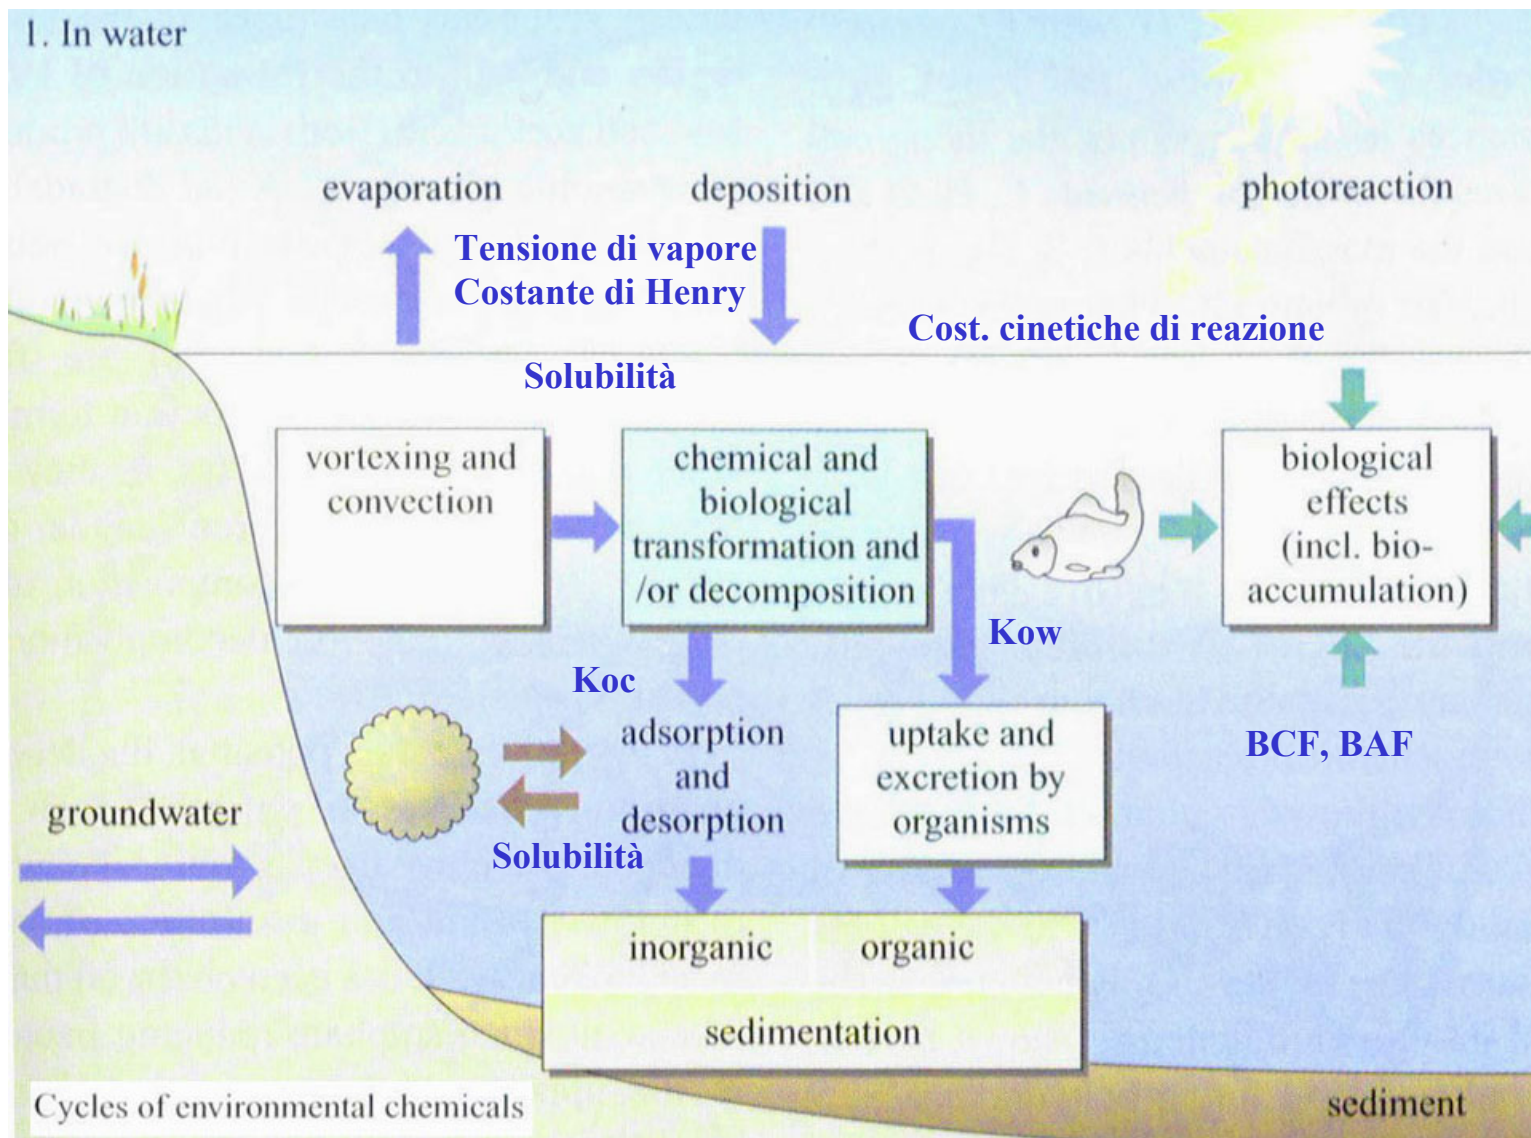 1. In water
evaporation
deposition
photoreaction
Tensione di vapore
Costante di Henry
Cost. cinetiche di reazione
Solubilità
vortexing and
convection
chemical and
biological
transformation and
/or decomposition
biological
effects
(incl. bio-
accumulation)
Kow
Koc
adsorption
and
desorption
uptake and
excretion by
organisms
BCF, BAF
groundwater
Solubilità
inorganic
organic
sedimentation
Cycles of environmental chemicals
sediment